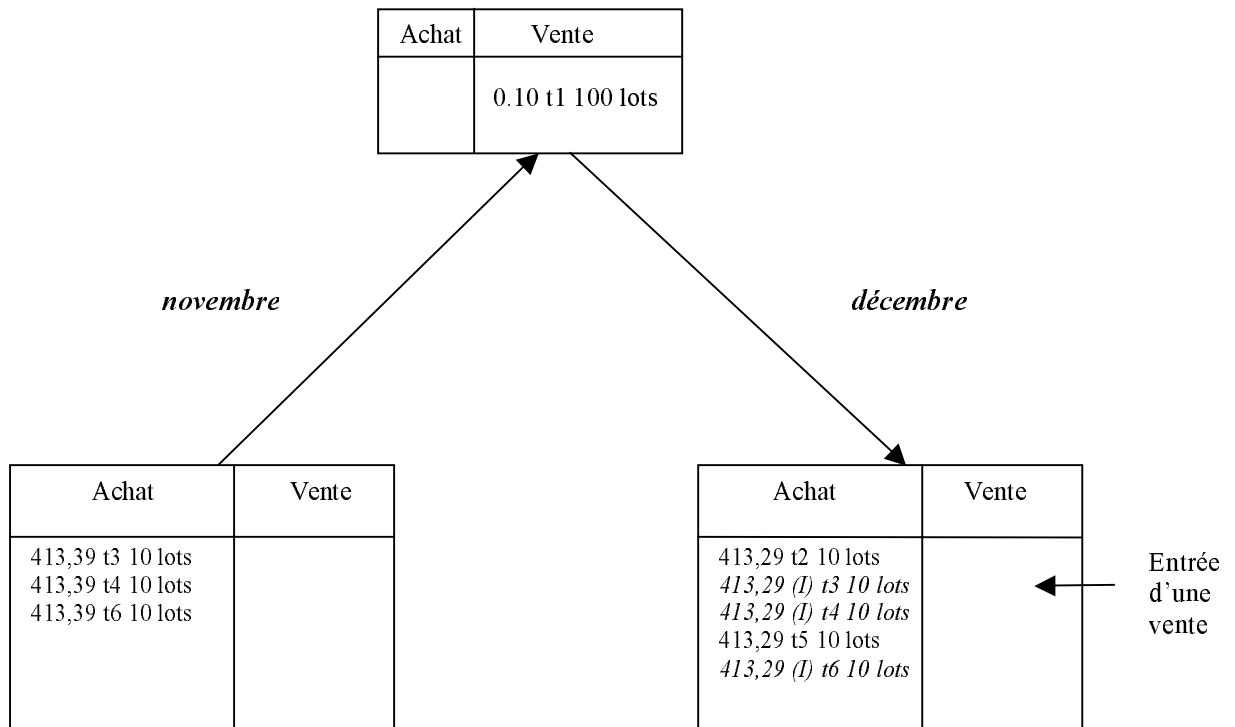 Achat Vente
0.10 t1 100 lots
novembre
décembre
Achat Vente
413,39 t3 10 lots
413,39 t4 10 lots
413,39 t6 10 lots
Achat Vente
413,29 t2 10 lots
413,29 (I) t3 10 lots
413,29 (I) t4 10 lots
413,29 t5 10 lots
413,29 (I) t6 10 lots
Entrée
d'une
vente